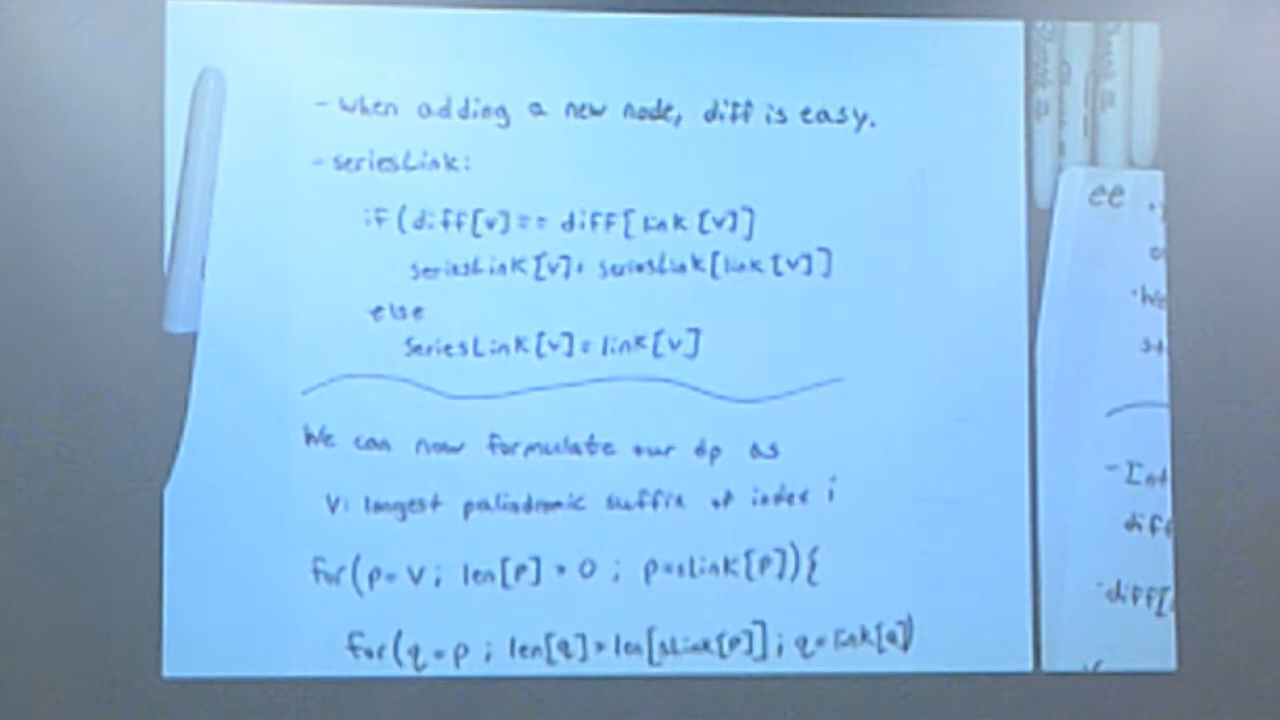 - when adding a new node, diff is easy.
- seriesLink:
if (diff[v] == diff[link[v]]
seriesLink[v] = seriesLink[link[v]]
else
seriesLink[v] = link[v]
We can now formulate our dp as
V: longest palindromic suffix of index i
for(p= v; len[p] > 0 ; p=slink[p]){
for(q=p ; len[q]>len[slink[p]]; q=link[q])
ee
diff[